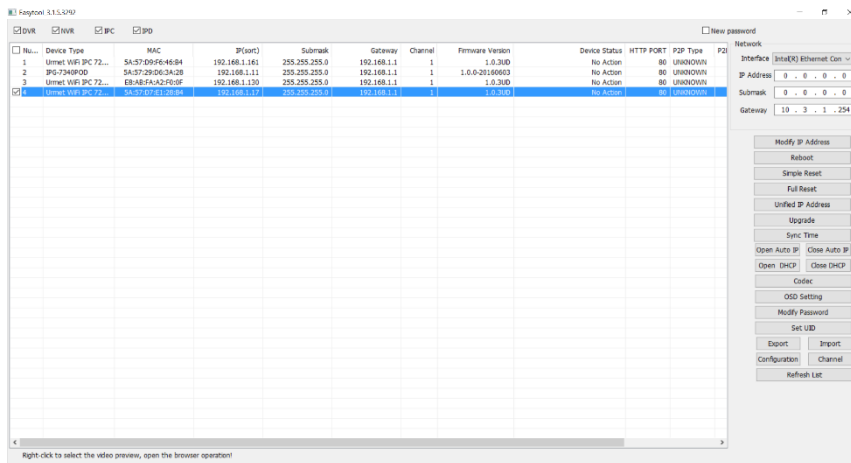 Easytool 3.1.5.3292
DVR NVR IPC IPD New password
Nu... Device Type MAC IP(sort) Submask Gateway Channel Firmware Version Device Status HTTP PORT P2P Type P2I
1 Urmet WiFi IPC 72... 5A:57:D9:F6:46:B4 192.168.1.161 255.255.255.0 192.168.1.1 1 1.0.3UD No Action 80 UNKNOWN
2 IPG-7340POD 5A:57:29:D6:3A:28 192.168.1.11 255.255.255.0 192.168.1.1 1 1.0.0-20160603 No Action 80 UNKNOWN
3 Urmet WiFi IPC 72... E8:AB:FA:A2:F0:0F 192.168.1.130 255.255.255.0 192.168.1.1 1 1.0.3UD No Action 80 UNKNOWN
4 Urmet WiFi IPC 72... 5A:57:D7:E1:28:B4 192.168.1.17 255.255.255.0 192.168.1.1 1 1.0.3UD No Action 80 UNKNOWN
Network
Interface Intel(R) Ethernet Con
IP Address 0 . 0 . 0 . 0
Submask 0 . 0 . 0 . 0
Gateway 10 . 3 . 1 . 254
Modify IP Address
Reboot
Simple Reset
Full Reset
Unified IP Address
Upgrade
Sync Time
Open Auto IP Close Auto IP
Open DHCP Close DHCP
Codec
OSD Setting
Modify Password
Set UID
Export Import
Configuration Channel
Refresh List
Right-click to select the video preview, open the browser operation!